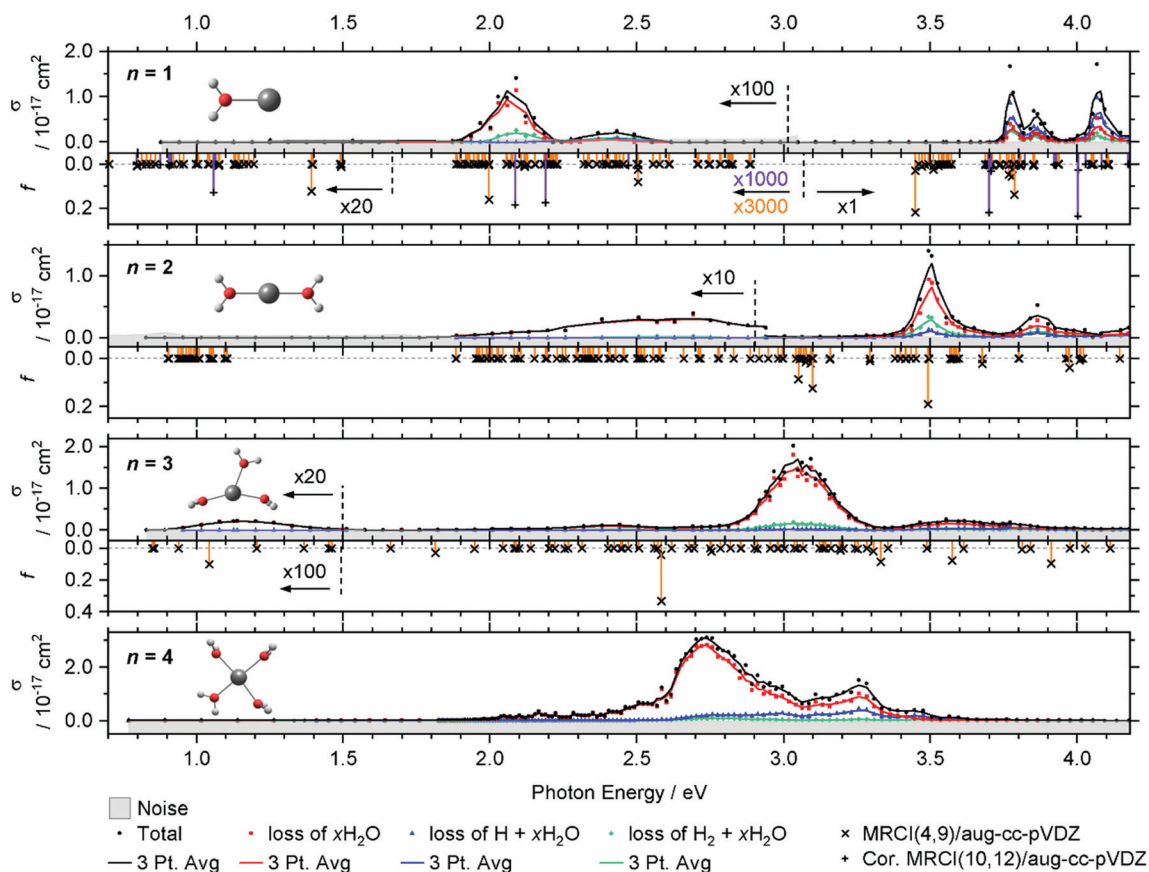 1.0 1.5 2.0 2.5 3.0 3.5 4.0
2.0
n = 1
x100
1.0
σ / 10⁻¹⁷ cm²
0.0
0.0
x1000
x20
x3000
x1
f
0.2
n = 2
x10
1.0
σ / 10⁻¹⁷ cm²
0.0
0.0
f
0.2
2.0
n = 3
x20
1.0
σ / 10⁻¹⁷ cm²
0.0
0.0
x100
0.2
f
0.4
n = 4
2.0
σ / 10⁻¹⁷ cm²
0.0
1.0 1.5 2.0 2.5 3.0 3.5 4.0
Photon Energy / eV
Noise
Total loss of xH₂O loss of H + xH₂O loss of H₂ + xH₂O MRCI(4,9)/aug-cc-pVDZ
3 Pt. Avg 3 Pt. Avg 3 Pt. Avg 3 Pt. Avg Cor. MRCI(10,12)/aug-cc-pVDZ